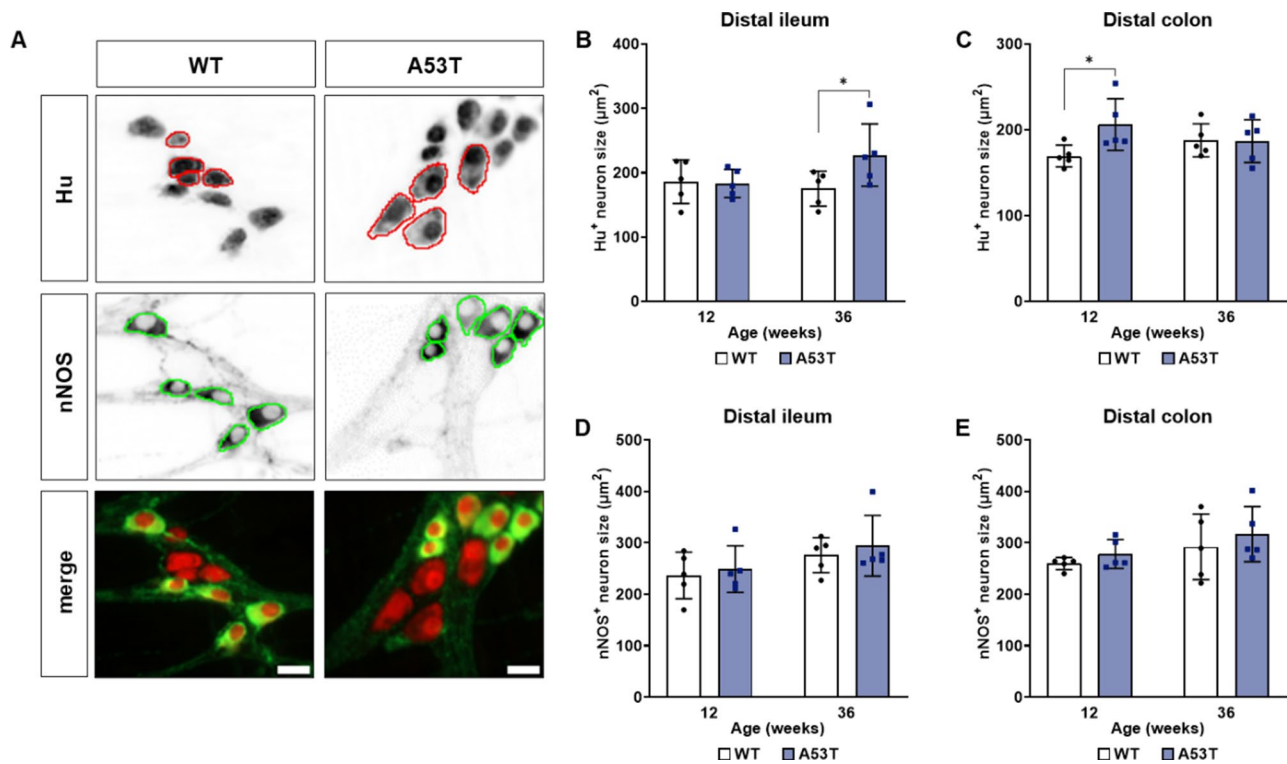 A
WT
A53T
Hu
nNOS
merge
B
Distal ileum
Hu⁺ neuron size (µm²)
400
300
200
100
0
*
12
36
Age (weeks)
WT
A53T
C
Distal colon
Hu⁺ neuron size (µm²)
300
200
100
0
*
12
36
Age (weeks)
WT
A53T
D
Distal ileum
nNOS⁺ neuron size (µm²)
500
400
300
200
100
0
12
36
Age (weeks)
WT
A53T
E
Distal colon
nNOS⁺ neuron size (µm²)
500
400
300
200
100
0
12
36
Age (weeks)
WT
A53T